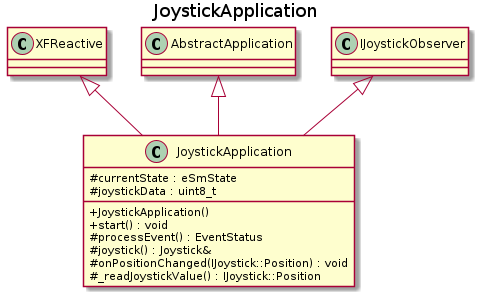 JoystickApplication
C XFReactive
C AbstractApplication
C IJoystickObserver
C JoystickApplication
#currentState : eSmState
#joystickData : uint8_t
+JoystickApplication()
+start() : void
#processEvent() : EventStatus
#joystick() : Joystick&
#onPositionChanged(IJoystick::Position) : void
#_readJoystickValue() : IJoystick::Position